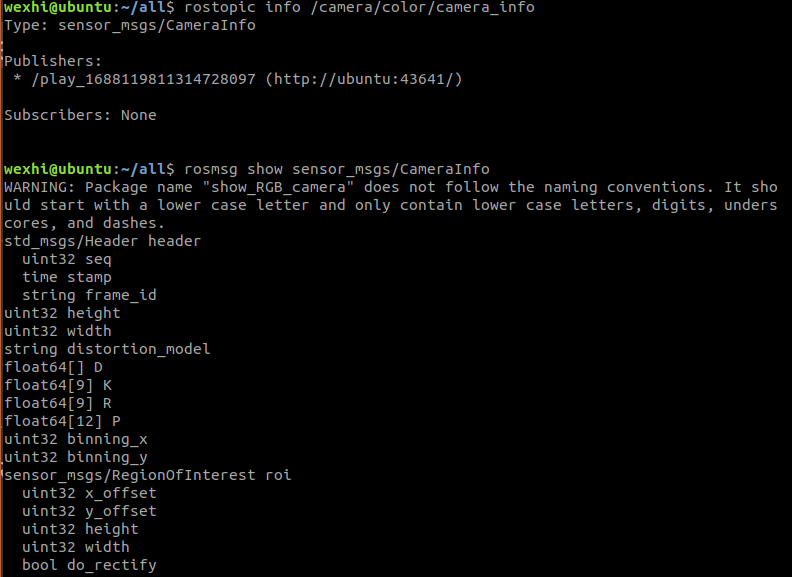 wexhi@ubuntu:~/all$ rostopic info /camera/color/camera_info
Type: sensor_msgs/CameraInfo
Publishers:
 * /play_1688119811314728097 (http://ubuntu:43641/)
Subscribers: None
wexhi@ubuntu:~/all$ rosmsg show sensor_msgs/CameraInfo
WARNING: Package name "show_RGB_camera" does not follow the naming conventions. It sho
uld start with a lower case letter and only contain lower case letters, digits, unders
cores, and dashes.
std_msgs/Header header
  uint32 seq
  time stamp
  string frame_id
uint32 height
uint32 width
string distortion_model
float64[] D
float64[9] K
float64[9] R
float64[12] P
uint32 binning_x
uint32 binning_y
sensor_msgs/RegionOfInterest roi
  uint32 x_offset
  uint32 y_offset
  uint32 height
  uint32 width
  bool do_rectify